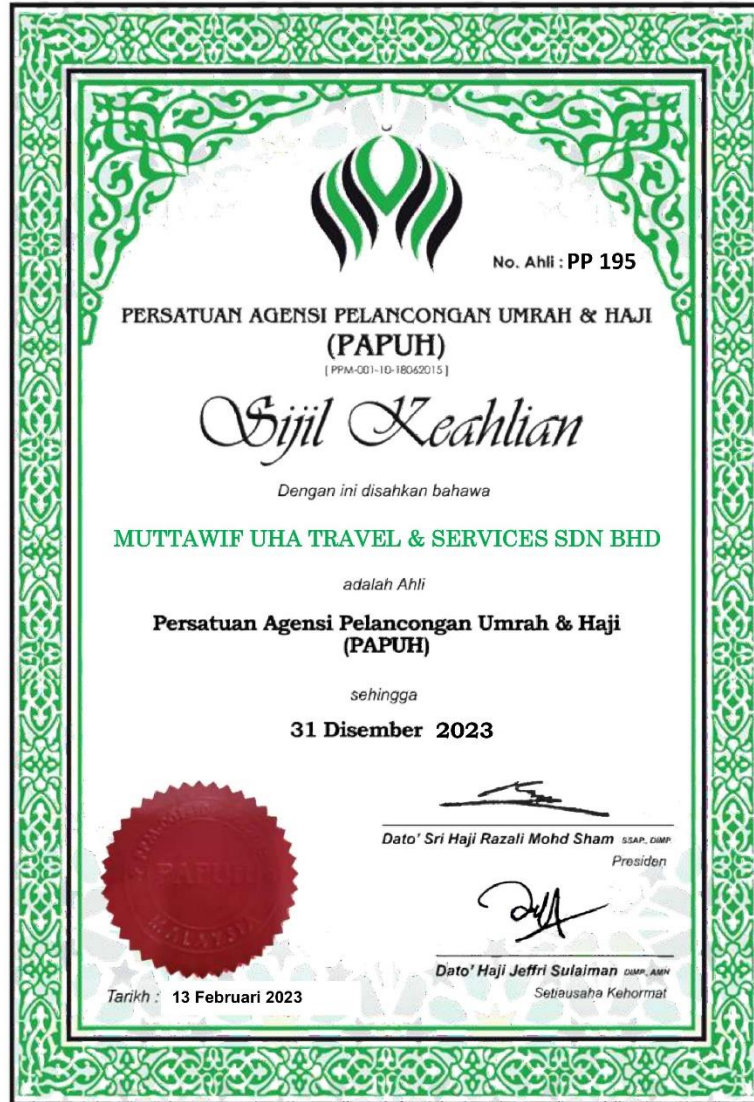 No. Ahli : PP 195
PERSATUAN AGENSI PELANCONGAN UMRAH & HAJI
(PAPUH)
[ PPM-001-10-18062015 ]
Sijil Keahlian
Dengan ini disahkan bahawa
MUTTAWIF UHA TRAVEL & SERVICES SDN BHD
adalah Ahli
Persatuan Agensi Pelancongan Umrah & Haji
(PAPUH)
sehingga
31 Disember 2023
Dato' Sri Haji Razali Mohd Sham SSAP., DIMP
Presiden
PAPUH
MALAYSIA
Dato' Haji Jeffri Sulaiman DIMP., AMN
Setiausaha Kehormat
Tarikh : 13 Februari 2023